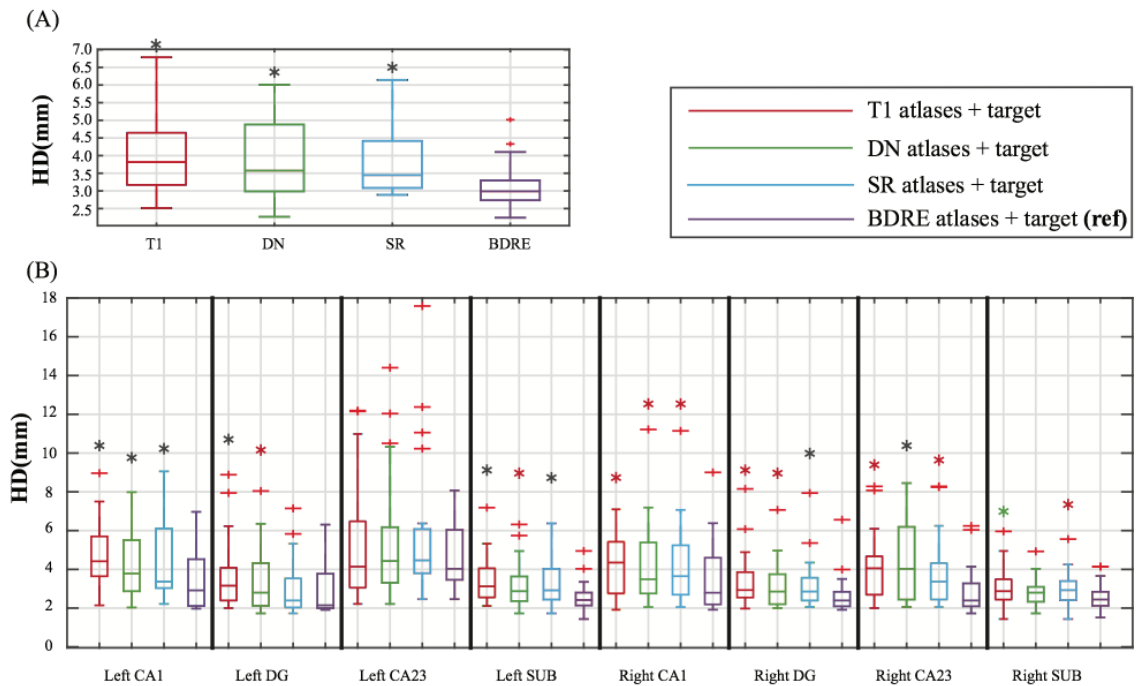 (A)
HD(mm)
7.0
6.5
6.0
5.5
5.0
4.5
4.0
3.5
3.0
2.5
T1 DN SR BDRE
T1 atlases + target
DN atlases + target
SR atlases + target
BDRE atlases + target (ref)
(B)
HD(mm)
18
16
14
12
10
8
6
4
2
0
Left CA1 Left DG Left CA23 Left SUB Right CA1 Right DG Right CA23 Right SUB